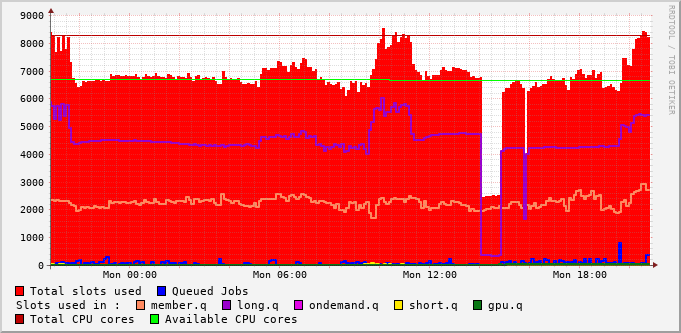 9000
8000
7000
6000
5000
4000
3000
2000
1000
0
Mon 00:00 Mon 06:00 Mon 12:00 Mon 18:00
RRDTOOL / TOBI OETIKER
Total slots used Queued Jobs
Slots used in : member.q long.q ondemand.q short.q gpu.q
Total CPU cores Available CPU cores